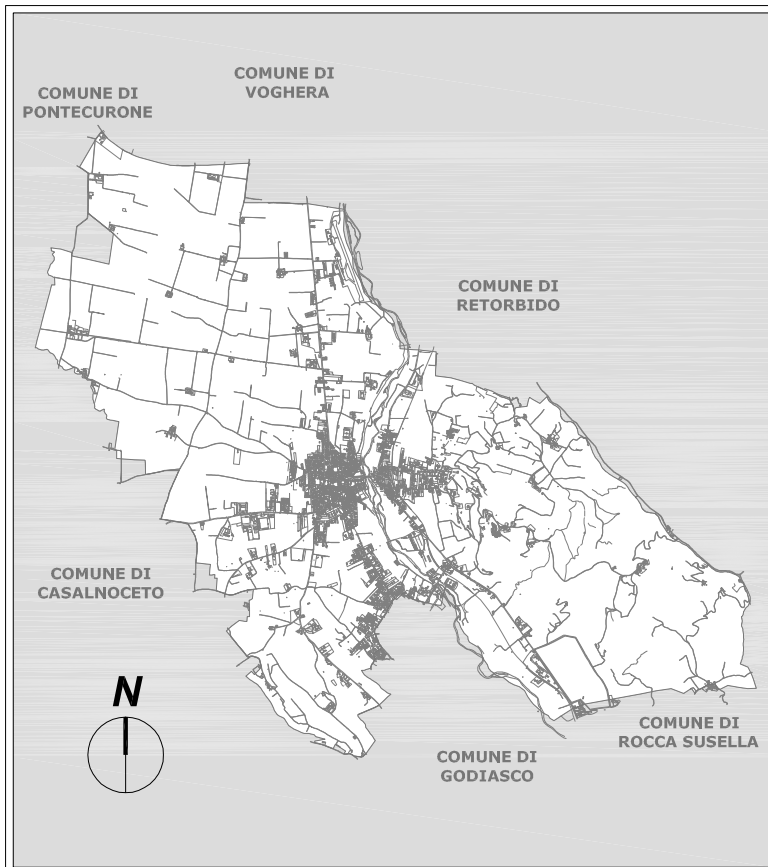 COMUNE DI
VOGHERA
COMUNE DI
PONTECURONE
COMUNE DI
RETORBIDO
COMUNE DI
CASALNOCETO
N
COMUNE DI
ROCCA SUSELLA
COMUNE DI
GODIASCO